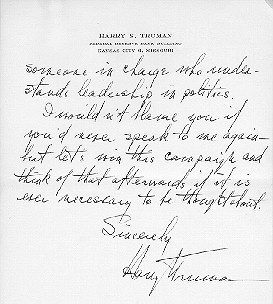 HARRY S. TRUMAN
FEDERAL RESERVE BANK BUILDING
KANSAS CITY 6, MISSOURI
someone in charge who under-
stands leadership in politics.
I wouldn't blame you if
you'd never speak to me again-
but let's win this campaign and
think of that afterwards if it is
ever necessary to be thought about.
Sincerely
Harry Truman